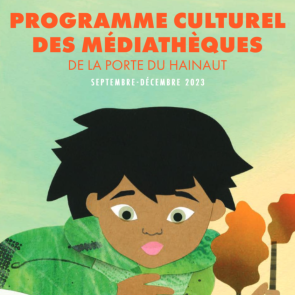 PROGRAMME CULTUREL
DES MÉDIATHÈQUES
DE LA PORTE DU HAINAUT
SEPTEMBRE-DÉCEMBRE 2023